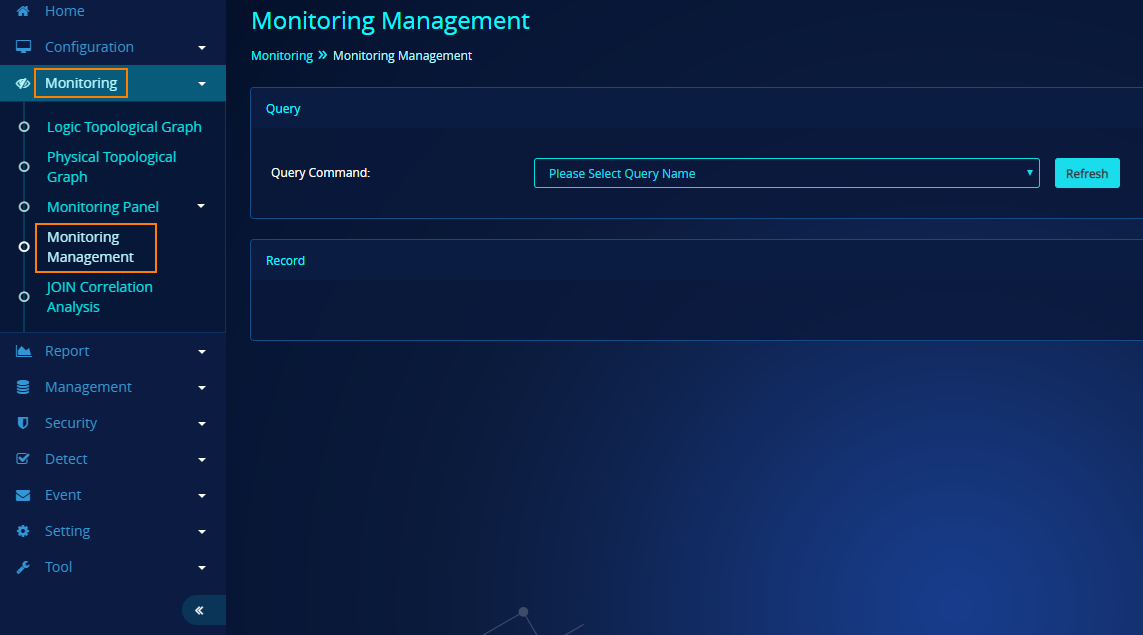 Home
Configuration
Monitoring
Logic Topological Graph
Physical Topological
Graph
Monitoring Panel
Monitoring
Management
JOIN Correlation
Analysis
Report
Management
Security
Detect
Event
Setting
Tool
Monitoring Management
Monitoring » Monitoring Management
Query
Query Command:
Please Select Query Name
Refresh
Record